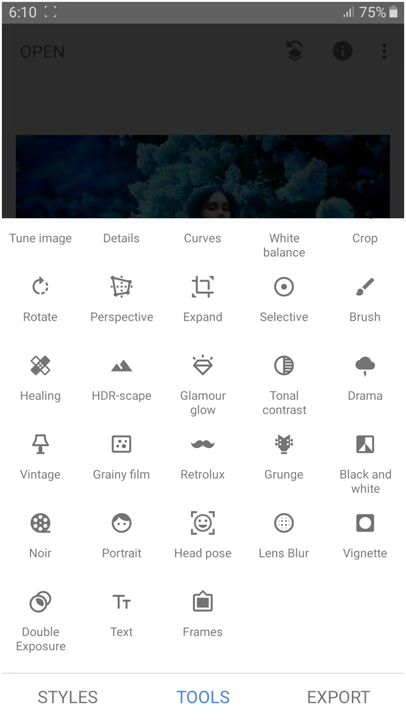 6:10 75%
OPEN
Tune image Details Curves White balance Crop
Rotate Perspective Expand Selective Brush
Healing HDR-scape Glamour glow Tonal contrast Drama
Vintage Grainy film Retrolux Grunge Black and white
Noir Portrait Head pose Lens Blur Vignette
Double Exposure Text Frames
STYLES TOOLS EXPORT